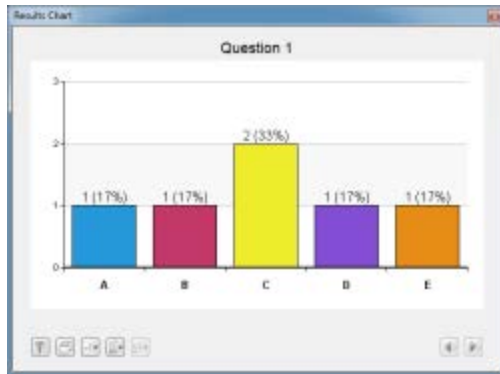 Results Chart
Question 1
3
2
1
0
1 (17%)
1 (17%)
2 (33%)
1 (17%)
1 (17%)
A
B
C
D
E